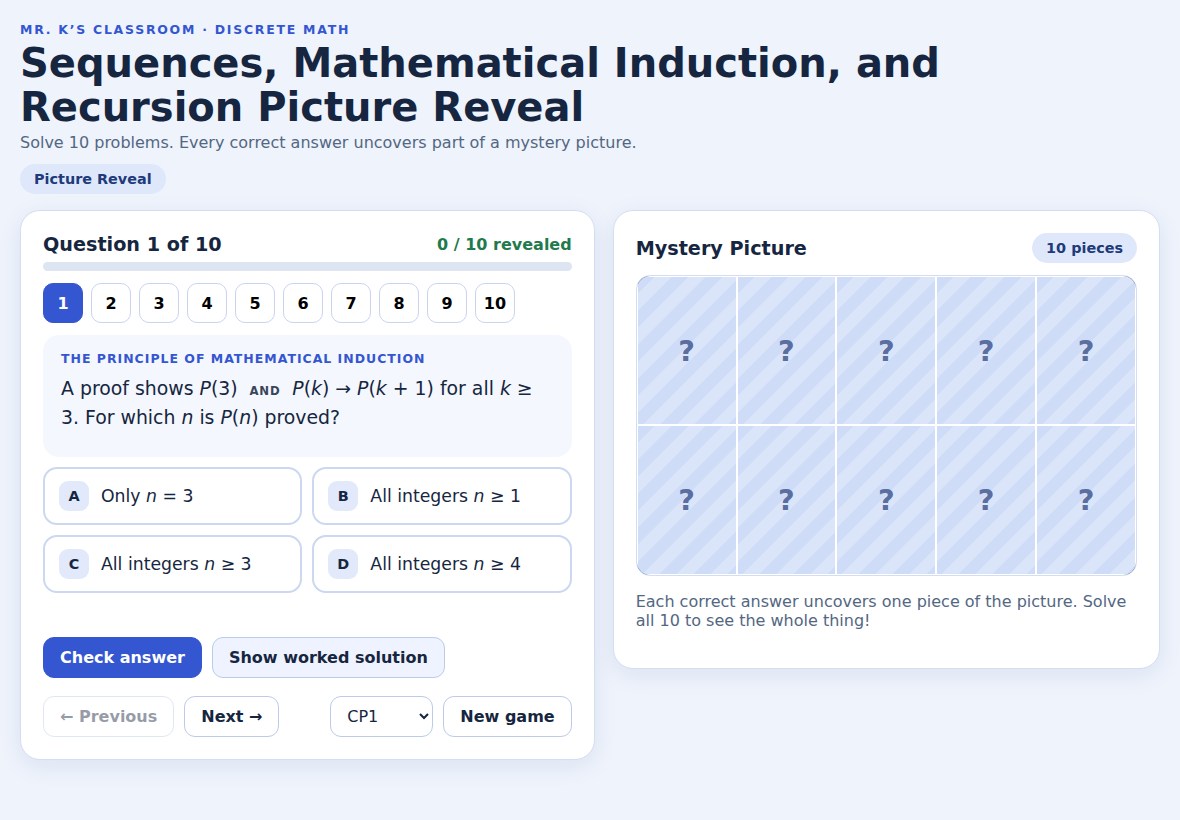 MR. K’S CLASSROOM · DISCRETE MATH
Sequences, Mathematical Induction, and
Recursion Picture Reveal
Solve 10 problems. Every correct answer uncovers part of a mystery picture.
Picture Reveal
Question 1 of 10
0 / 10 revealed
1 2 3 4 5 6 7 8 9 10
THE PRINCIPLE OF MATHEMATICAL INDUCTION
A proof shows P(3) AND P(k) → P(k + 1) for all k ≥
3. For which n is P(n) proved?
A Only n = 3
B All integers n ≥ 1
C All integers n ≥ 3
D All integers n ≥ 4
Check answer
Show worked solution
← Previous
Next →
CP1
New game
Mystery Picture
10 pieces
? ? ? ? ?
? ? ? ? ?
Each correct answer uncovers one piece of the picture. Solve
all 10 to see the whole thing!